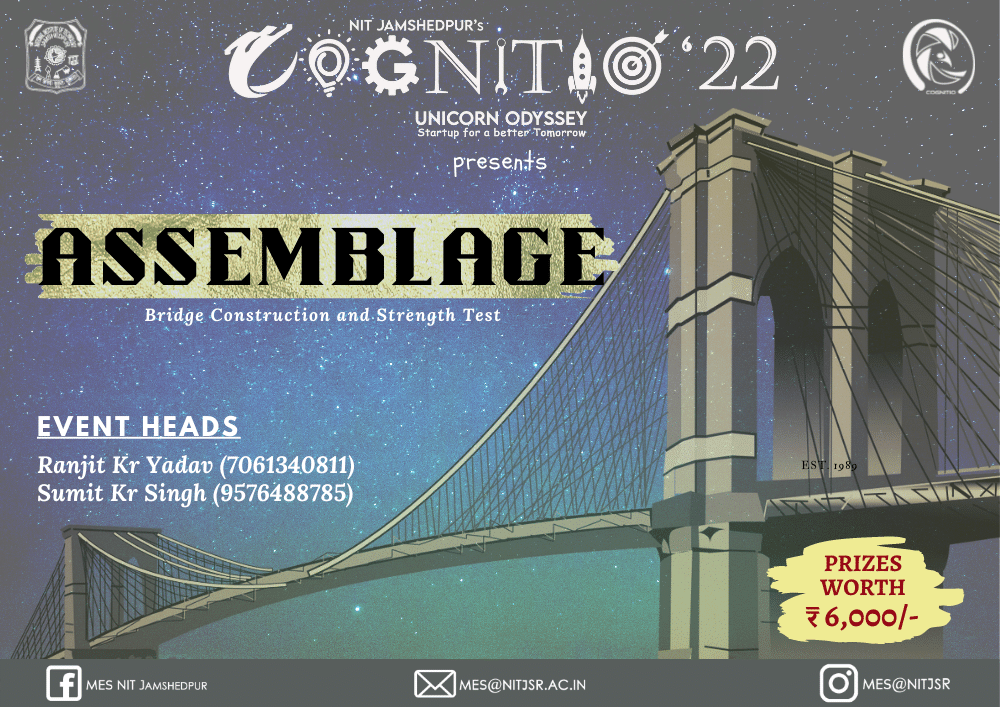 NIT JAMSHEDPUR's
COGNITIO '22
UNICORN ODYSSEY
Startup for a better Tomorrow
presents
COGNITIO
ASSEMBLAGE
Bridge Construction and Strength Test
EVENT HEADS
Ranjit Kr Yadav (7061340811)
Sumit Kr Singh (9576488785)
EST. 1989
PRIZES
WORTH
₹ 6,000/-
MES NIT JAMSHEDPUR
MES@NITJSR.AC.IN
MES@NITJSR